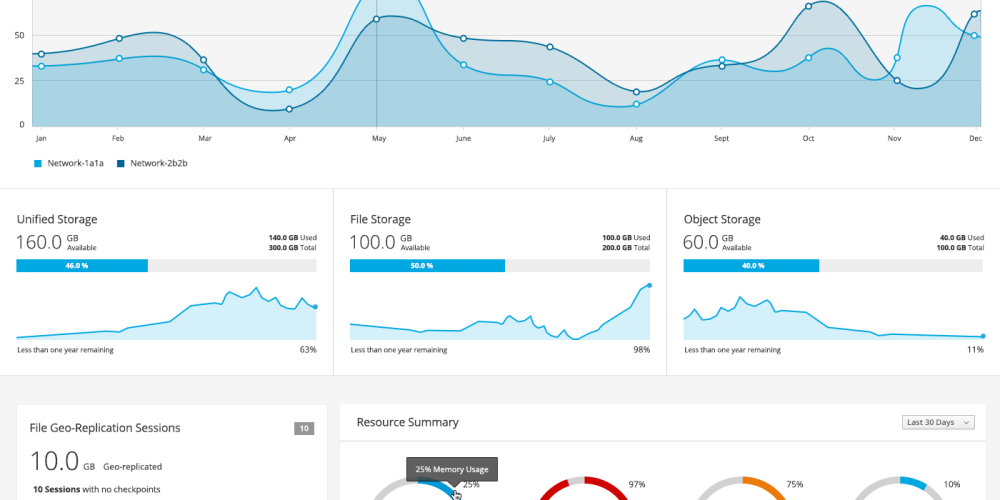 50
25
0
Jan Feb Mar Apr May June July Aug Sept Oct Nov Dec
Network-1a1a Network-2b2b
Unified Storage
160.0 GB Available
140.0 GB Used
300.0 GB Total
46.0 %
Less than one year remaining 63%
File Storage
100.0 GB Available
100.0 GB Used
200.0 GB Total
50.0 %
Less than one year remaining 98%
Object Storage
60.0 GB Available
40.0 GB Used
100.0 GB Total
40.0 %
Less than one year remaining 11%
File Geo-Replication Sessions 10
10.0 GB Geo-replicated
10 Sessions with no checkpoints
Resource Summary Last 30 Days
25% Memory Usage
25% 97% 75% 10%